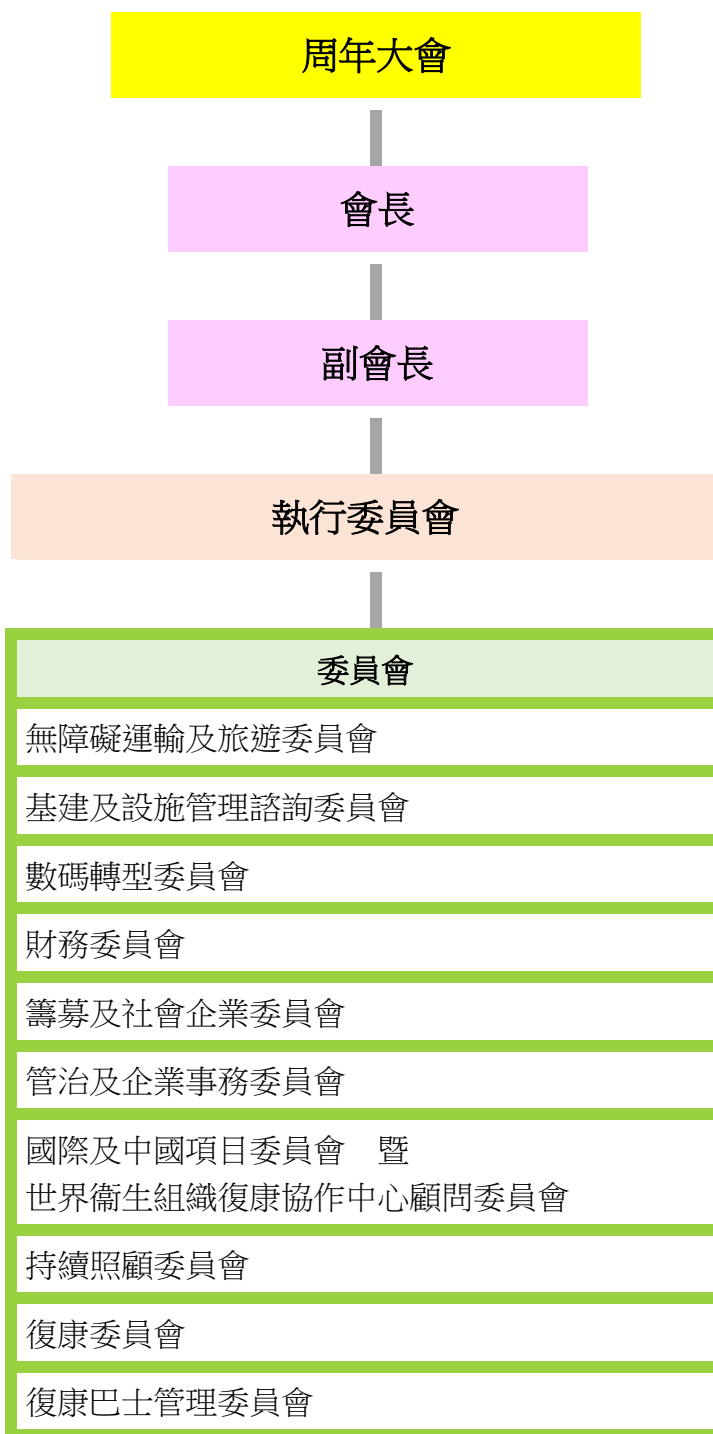 周年大會
會長
副會長
執行委員會
委員會
無障礙運輸及旅遊委員會
基建及設施管理諮詢委員會
數碼轉型委員會
財務委員會
籌募及社會企業委員會
管治及企業事務委員會
國際及中國項目委員會　暨
世界衞生組織復康協作中心顧問委員會
持續照顧委員會
復康委員會
復康巴士管理委員會